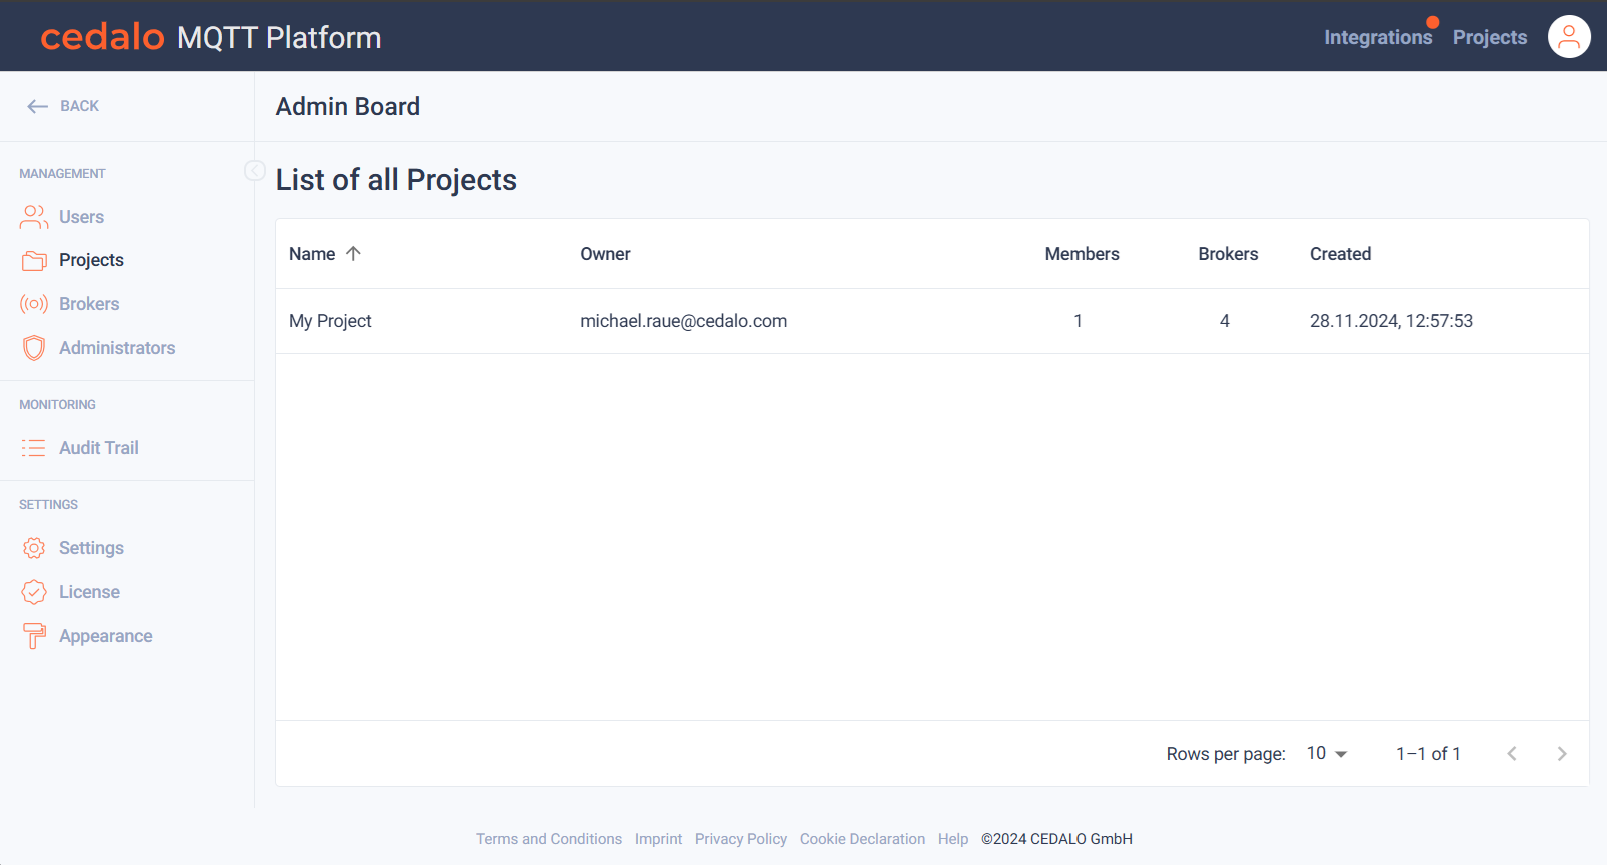 cedalo MQTT Platform
Integrations Projects
BACK
Admin Board
MANAGEMENT
Users
Projects
Brokers
Administrators
MONITORING
Audit Trail
SETTINGS
Settings
License
Appearance
List of all Projects
Name Owner Members Brokers Created
My Project michael.raue@cedalo.com 1 4 28.11.2024, 12:57:53
Rows per page: 10 1–1 of 1
Terms and Conditions Imprint Privacy Policy Cookie Declaration Help ©2024 CEDALO GmbH